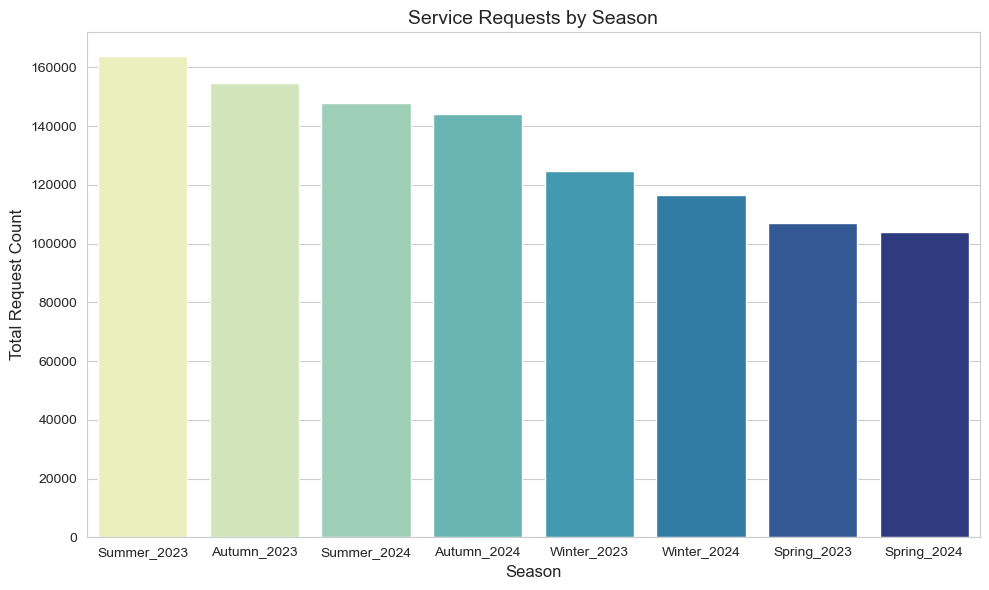 Service Requests by Season
Total Request Count
160000
140000
120000
100000
80000
60000
40000
20000
0
Summer_2023 Autumn_2023 Summer_2024 Autumn_2024 Winter_2023 Winter_2024 Spring_2023 Spring_2024
Season